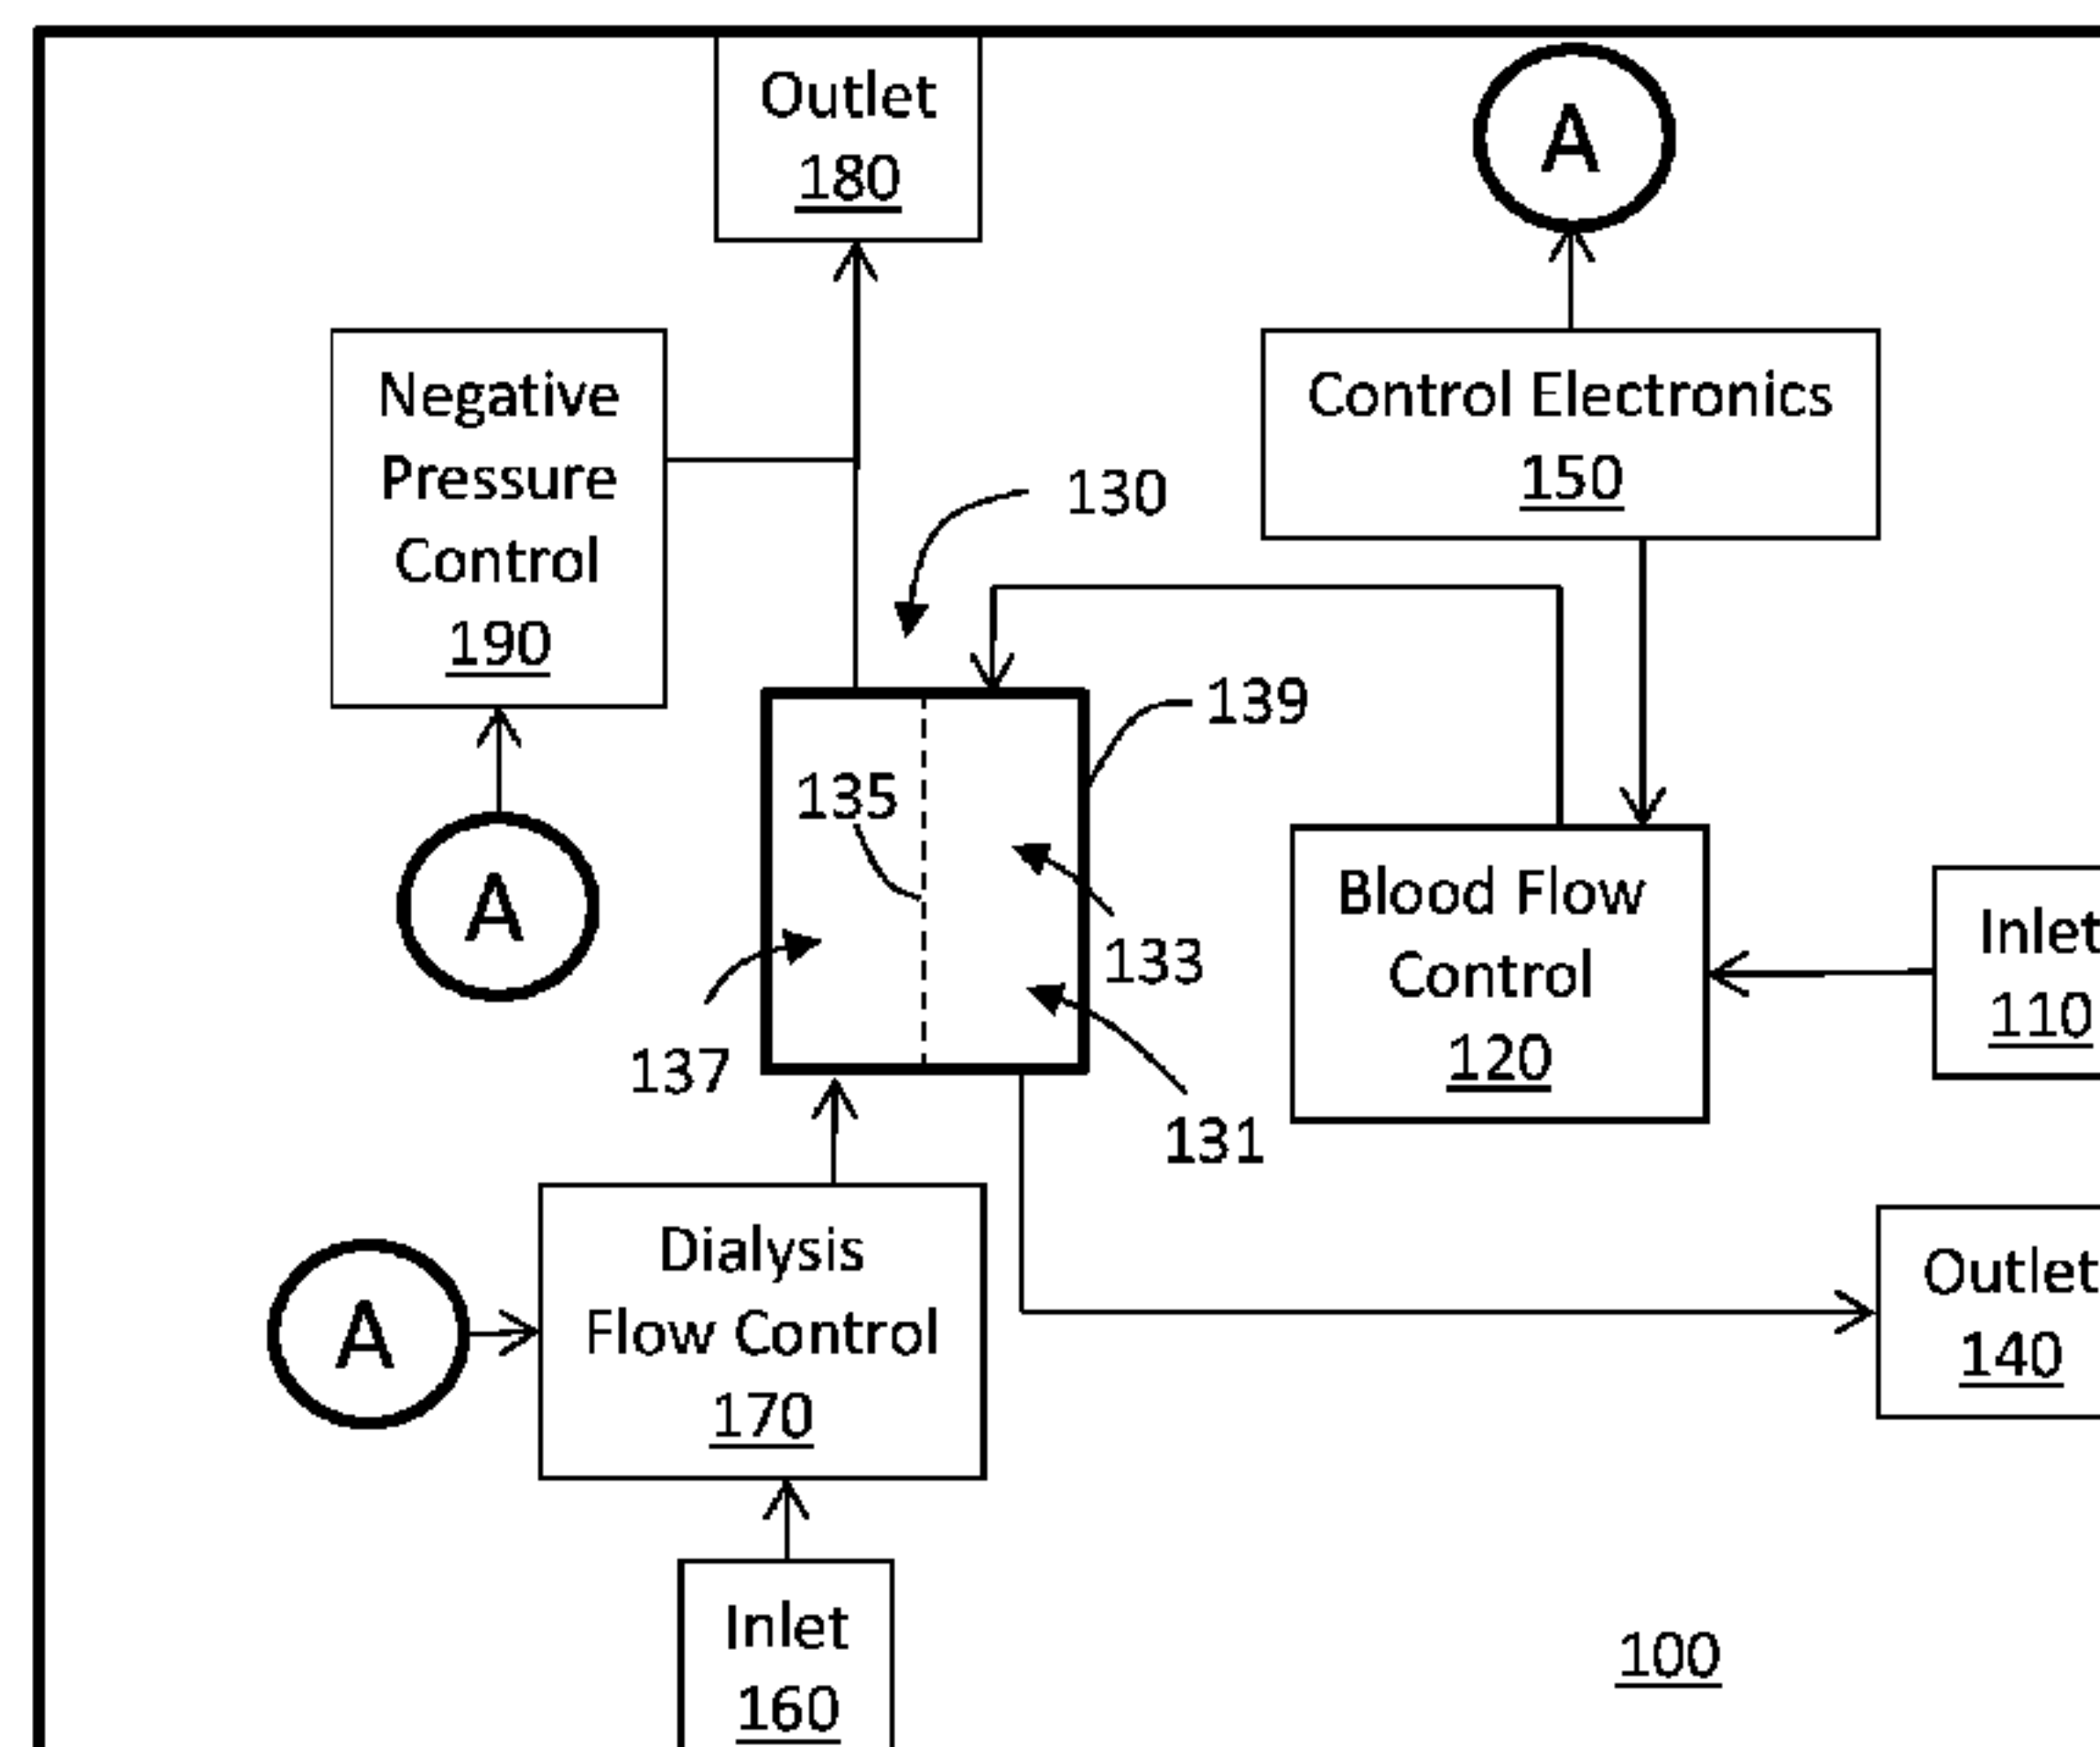 Outlet
180
A
Negative
Pressure
Control
190
130
Control Electronics
150
139
135
A
133
137
131
Blood Flow
Control
120
Inlet
110
Dialysis
Flow Control
170
A
Outlet
140
Inlet
160
100